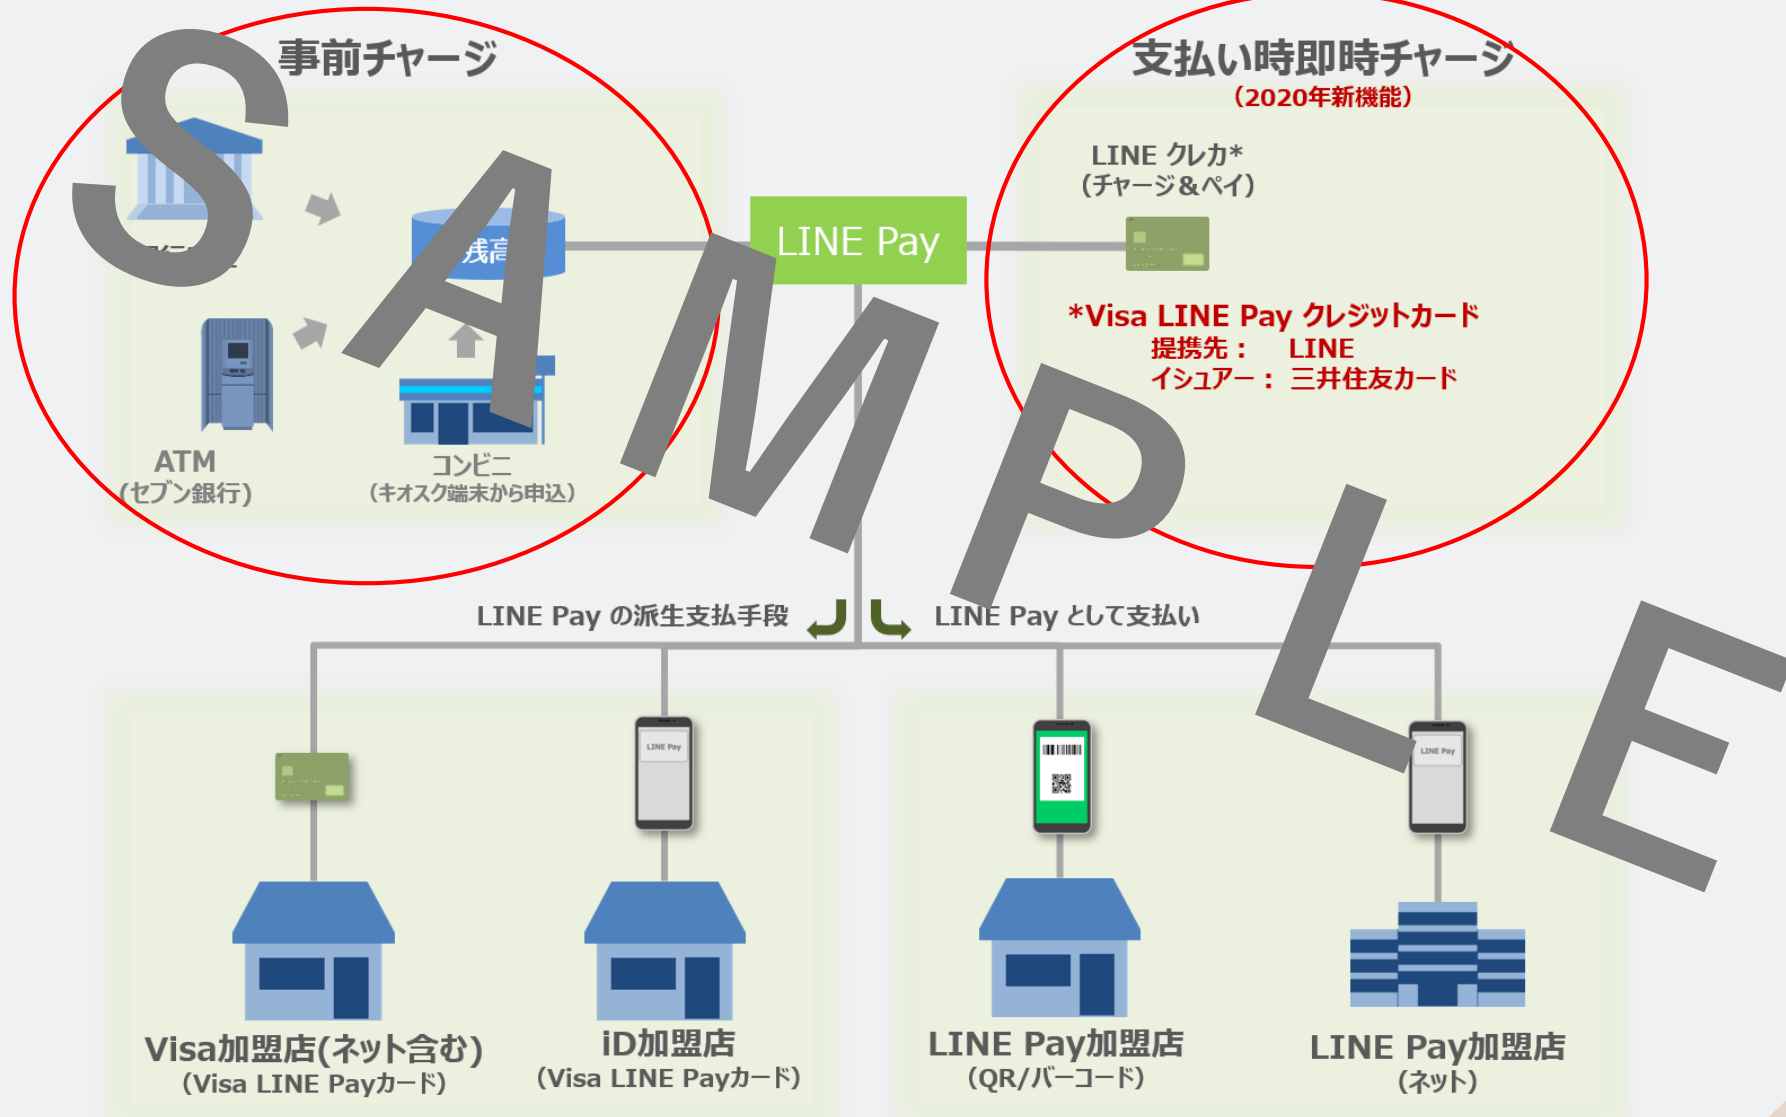 事前チャージ
支払い時即時チャージ
（2020年新機能）
LINE クレカ*
（チャージ＆ペイ）
残高
LINE Pay
*Visa LINE Pay クレジットカード
提携先： LINE
イシュアー： 三井住友カード
ATM
(セブン銀行)
コンビニ
（キオスク端末から申込）
SAMPLE
LINE Pay の派生支払手段
LINE Pay として支払い
LINE Pay
LINE Pay
Visa加盟店(ネット含む)
（Visa LINE Payカード）
iD加盟店
（Visa LINE Payカード）
LINE Pay加盟店
（QR/バーコード）
LINE Pay加盟店
（ネット）